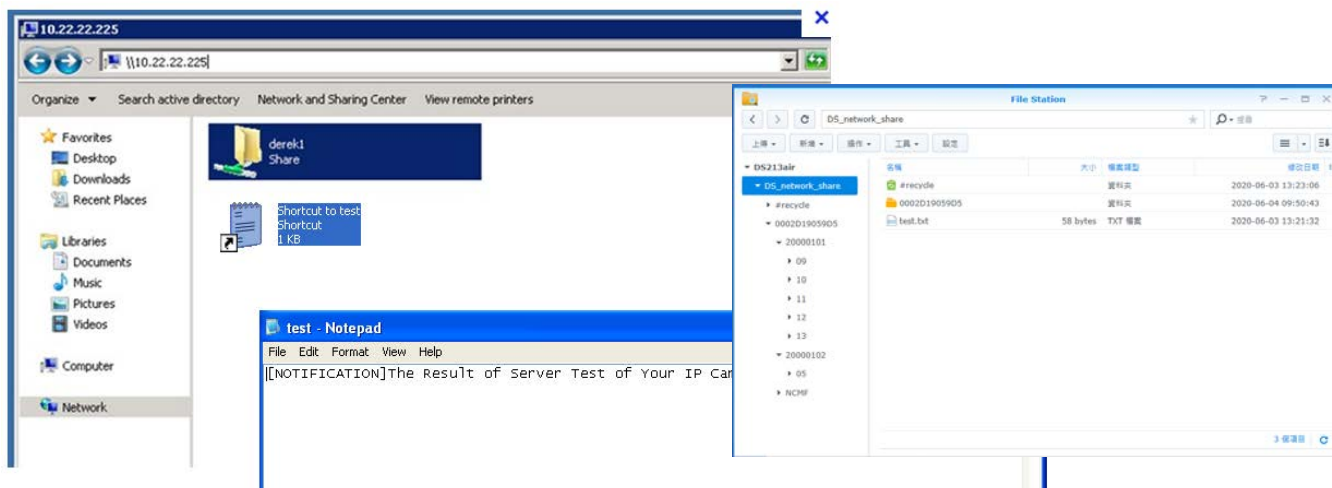 10.22.22.225
\\10.22.22.225
Organize Search active directory Network and Sharing Center View remote printers
Favorites
Desktop
Downloads
Recent Places
Libraries
Documents
Music
Pictures
Videos
Computer
Network
derek1
Share
Shortcut to test
Shortcut
1 KB
test - Notepad
File Edit Format View Help
[NOTIFICATION]The Result of Server Test of Your IP Cam
File Station
DS_network_share
搜尋
上傳 新增 操作 工具 設定
DS213air
DS_network_share
#recycle
0002D19059D5
20000101
09
10
11
12
13
20000102
05
NCMF
名稱 大小 檔案類型 修改日期
#recycle 資料夾 2020-06-03 13:23:06
0002D19059D5 資料夾 2020-06-04 09:50:43
test.txt 58 bytes TXT 檔案 2020-06-03 13:21:32
3 個項目